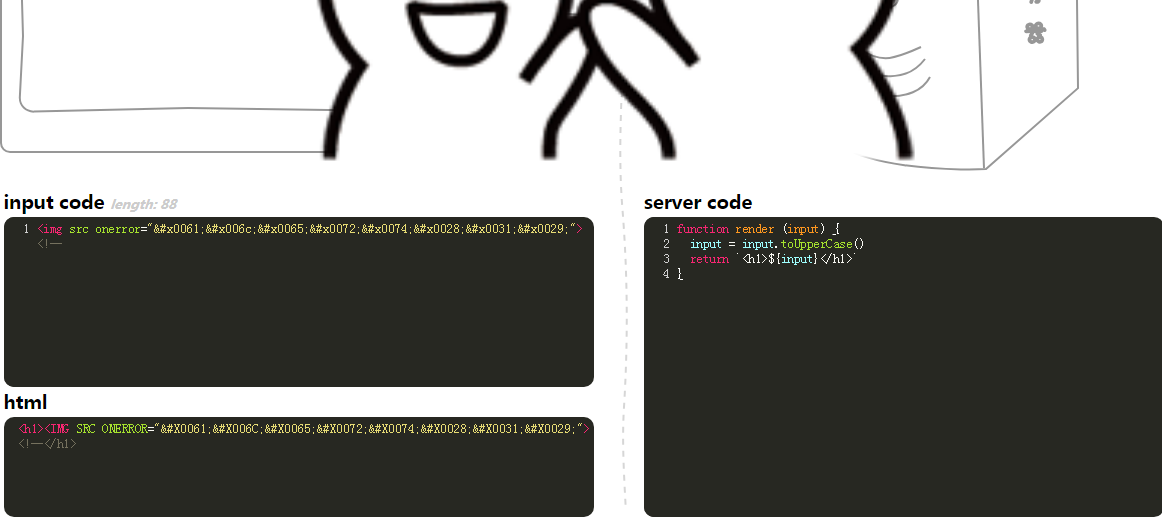 input code length: 88
1 <img src onerror="&#x0061;&#x006c;&#x0065;&#x0072;&#x0074;&#x0028;&#x0031;&#x0029;">
<!--
html
<h1><IMG SRC ONERROR="&#X0061;&#X006C;&#X0065;&#X0072;&#X0074;&#X0028;&#X0031;&#X0029;">
<!--</h1>
server code
1 function render (input) {
2 input = input.toUpperCase()
3 return `<h1>${input}</h1>`
4 }